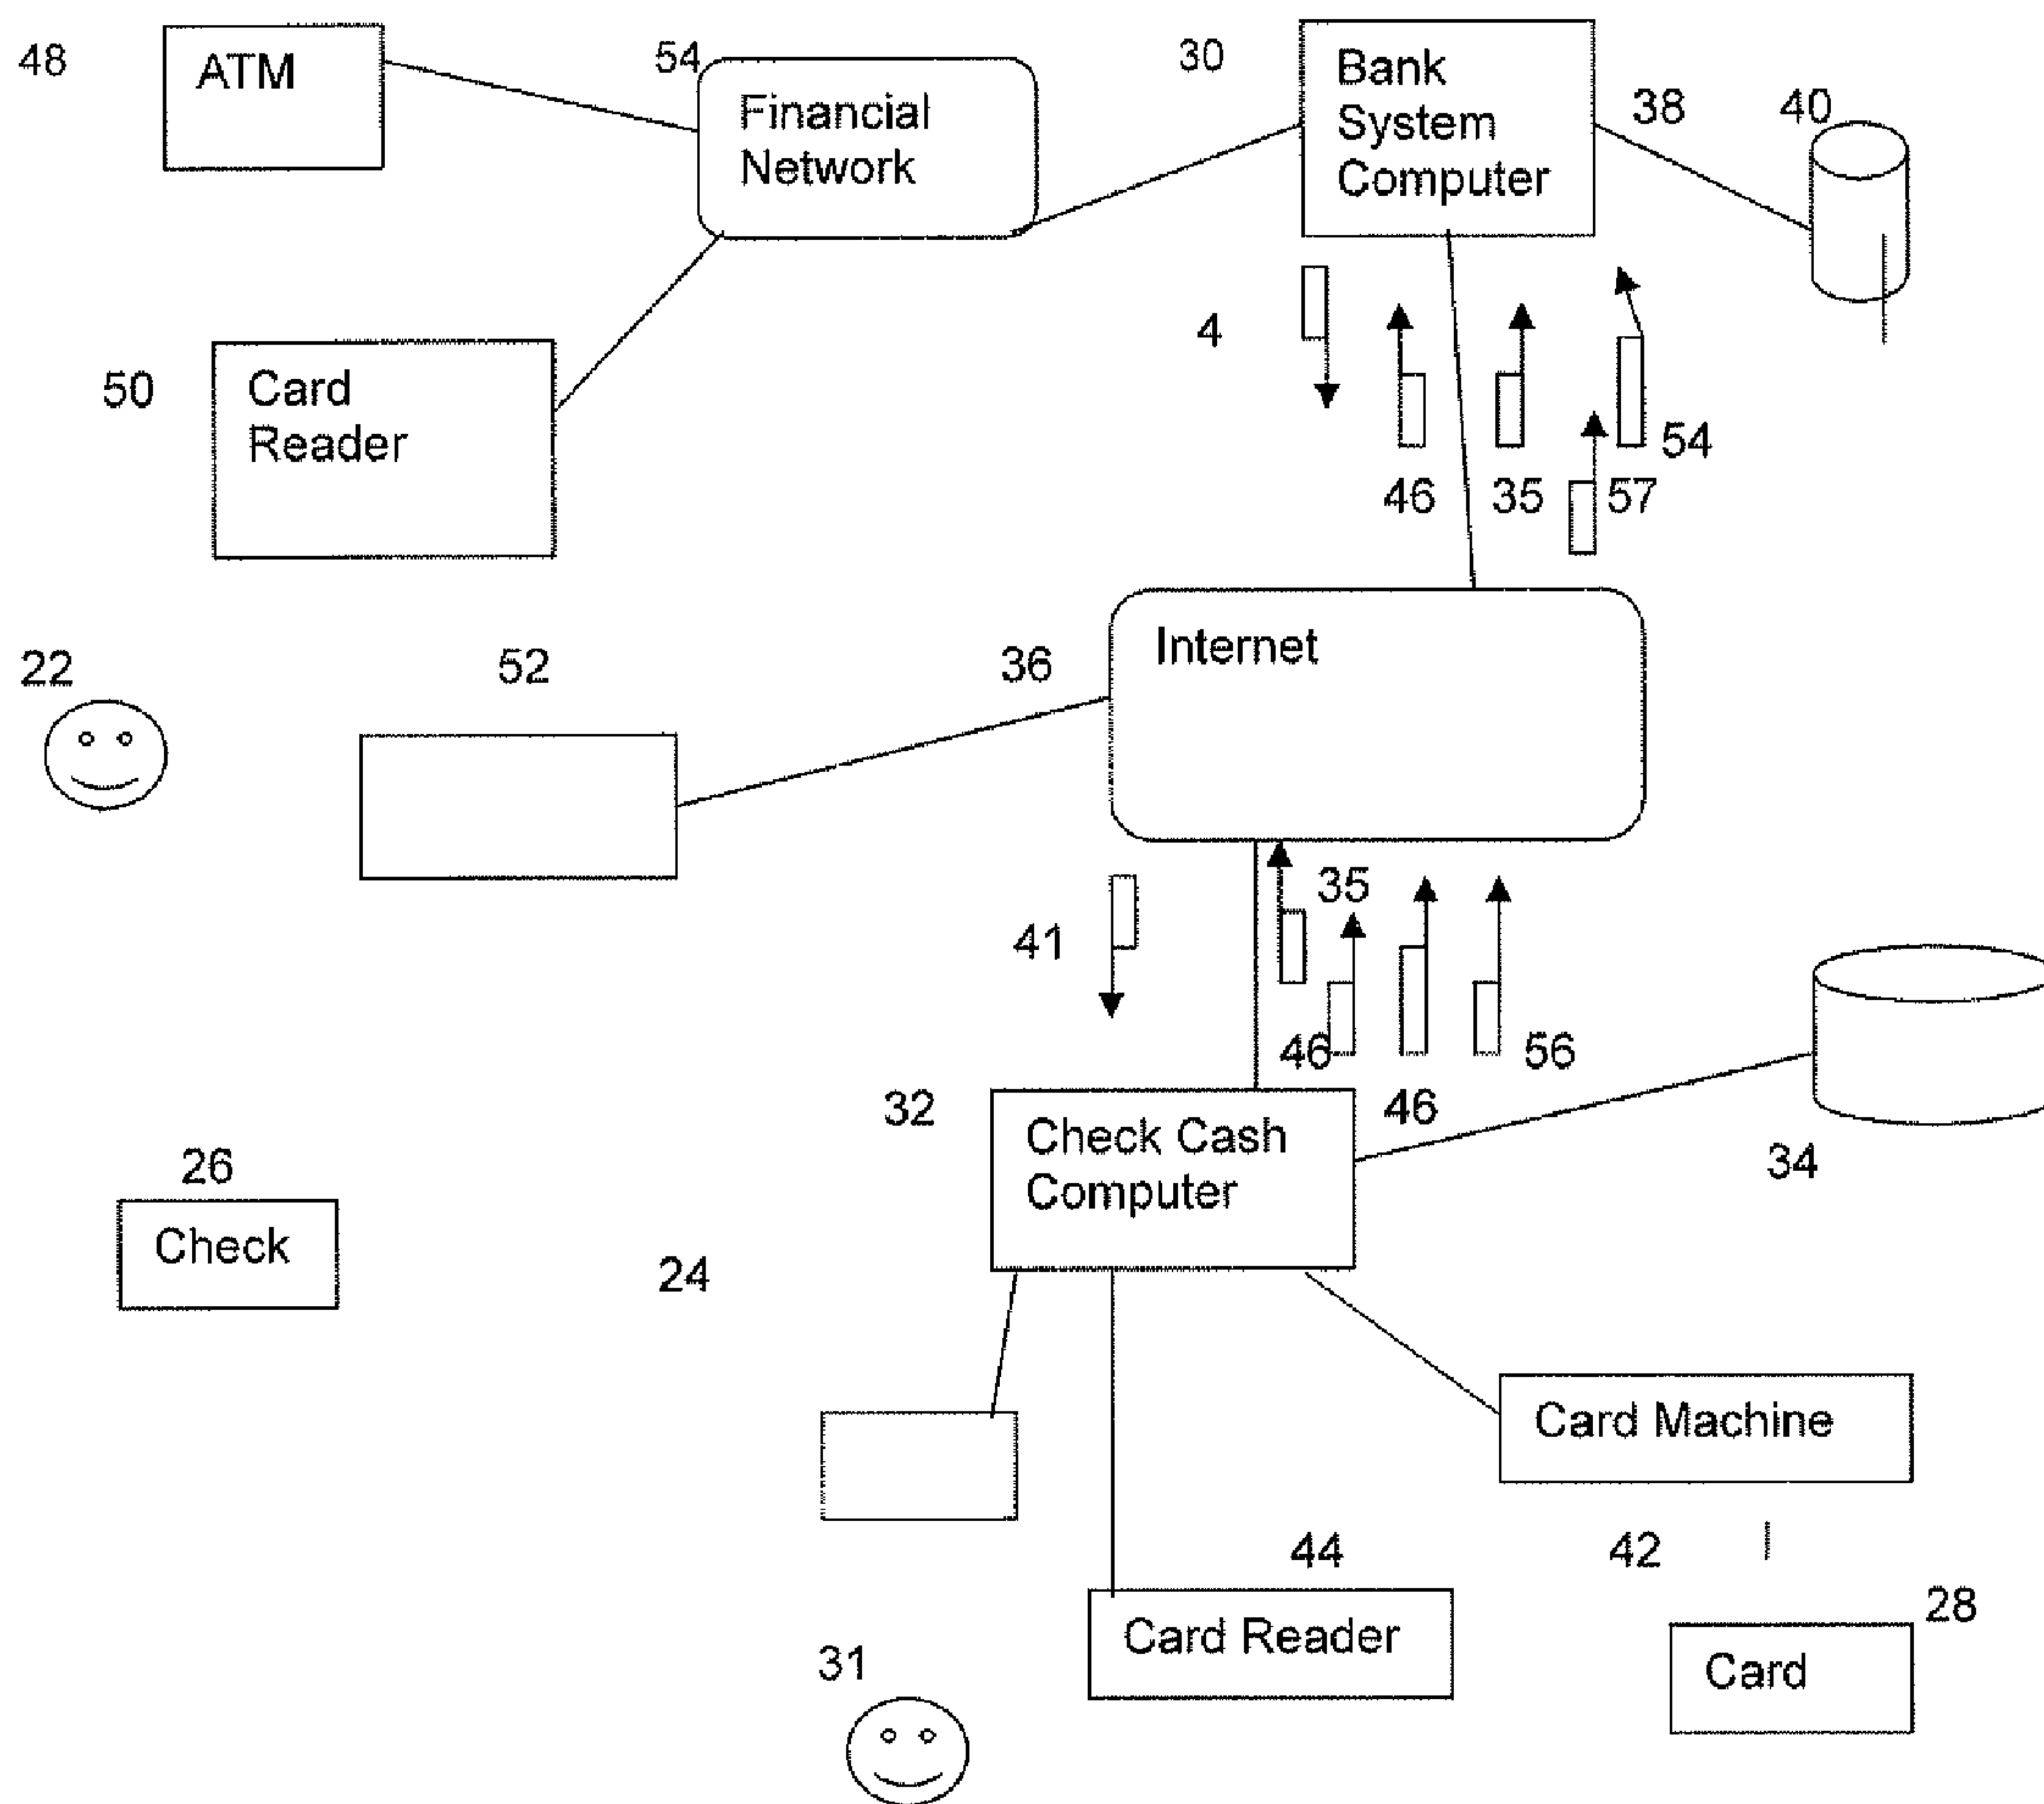 48
ATM
54
Financial
Network
30
Bank
System
Computer
38
40
4
50
Card
Reader
54
46
35
57
22
52
36
Internet
35
41
46
56
32
46
Check Cash
Computer
34
26
Check
24
Card Machine
44
42
28
Card Reader
31
Card